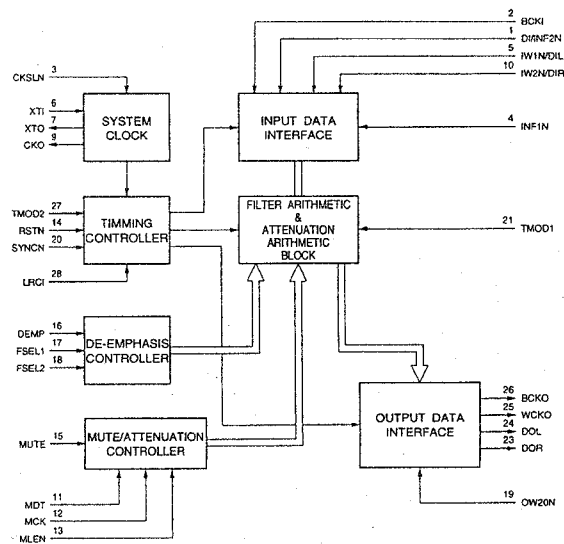 2
BCKI
1
DI/INF2N
5
IW1N/DIL
10
IW2N/DIR
3
CKSLN
6
XTI
7
XTO
9
CKO
SYSTEM
CLOCK
INPUT DATA
INTERFACE
4
INF1N
27
TMOD2
14
RSTN
20
SYNCN
28
LRCI
TIMMING
CONTROLLER
FILTER ARITHMETIC
&
ATTENUATION
ARITHMETIC
BLOCK
21
TMOD1
16
DEMP
17
FSEL1
18
FSEL2
DE-EMPHASIS
CONTROLLER
15
MUTE
MUTE/ATTENUATION
CONTROLLER
11
MDT
12
MCK
13
MLEN
OUTPUT DATA
INTERFACE
26
BCKO
25
WCKO
24
DOL
23
DOR
19
OW20N